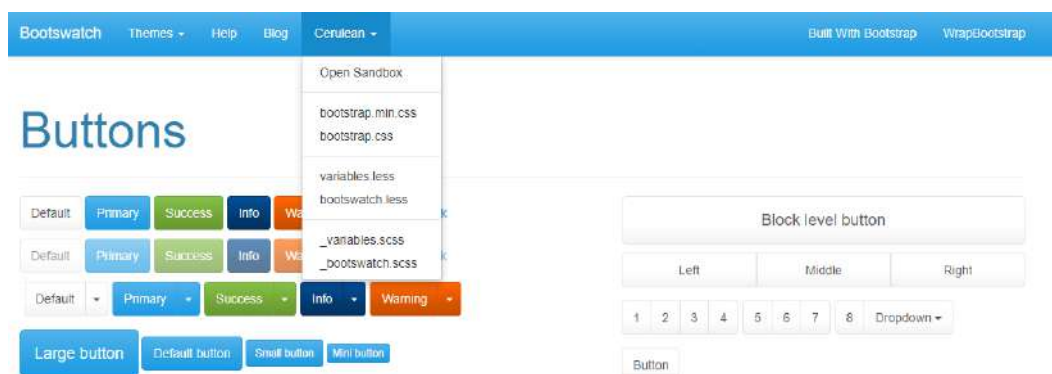 Bootswatch Themes Help Blog Cerulean Built With Bootstrap WrapBootstrap
Open Sandbox
bootstrap.min.css
bootstrap.css
variables.less
bootswatch.less
_variables.scss
_bootswatch.scss
Buttons
Default Primary Success Info Wa k
Default Primary Success Info Wa k
Default Primary Success Info Warning
Large button Default button Small button Mini button
Block level button
Left Middle Right
1 2 3 4 5 6 7 8 Dropdown
Button